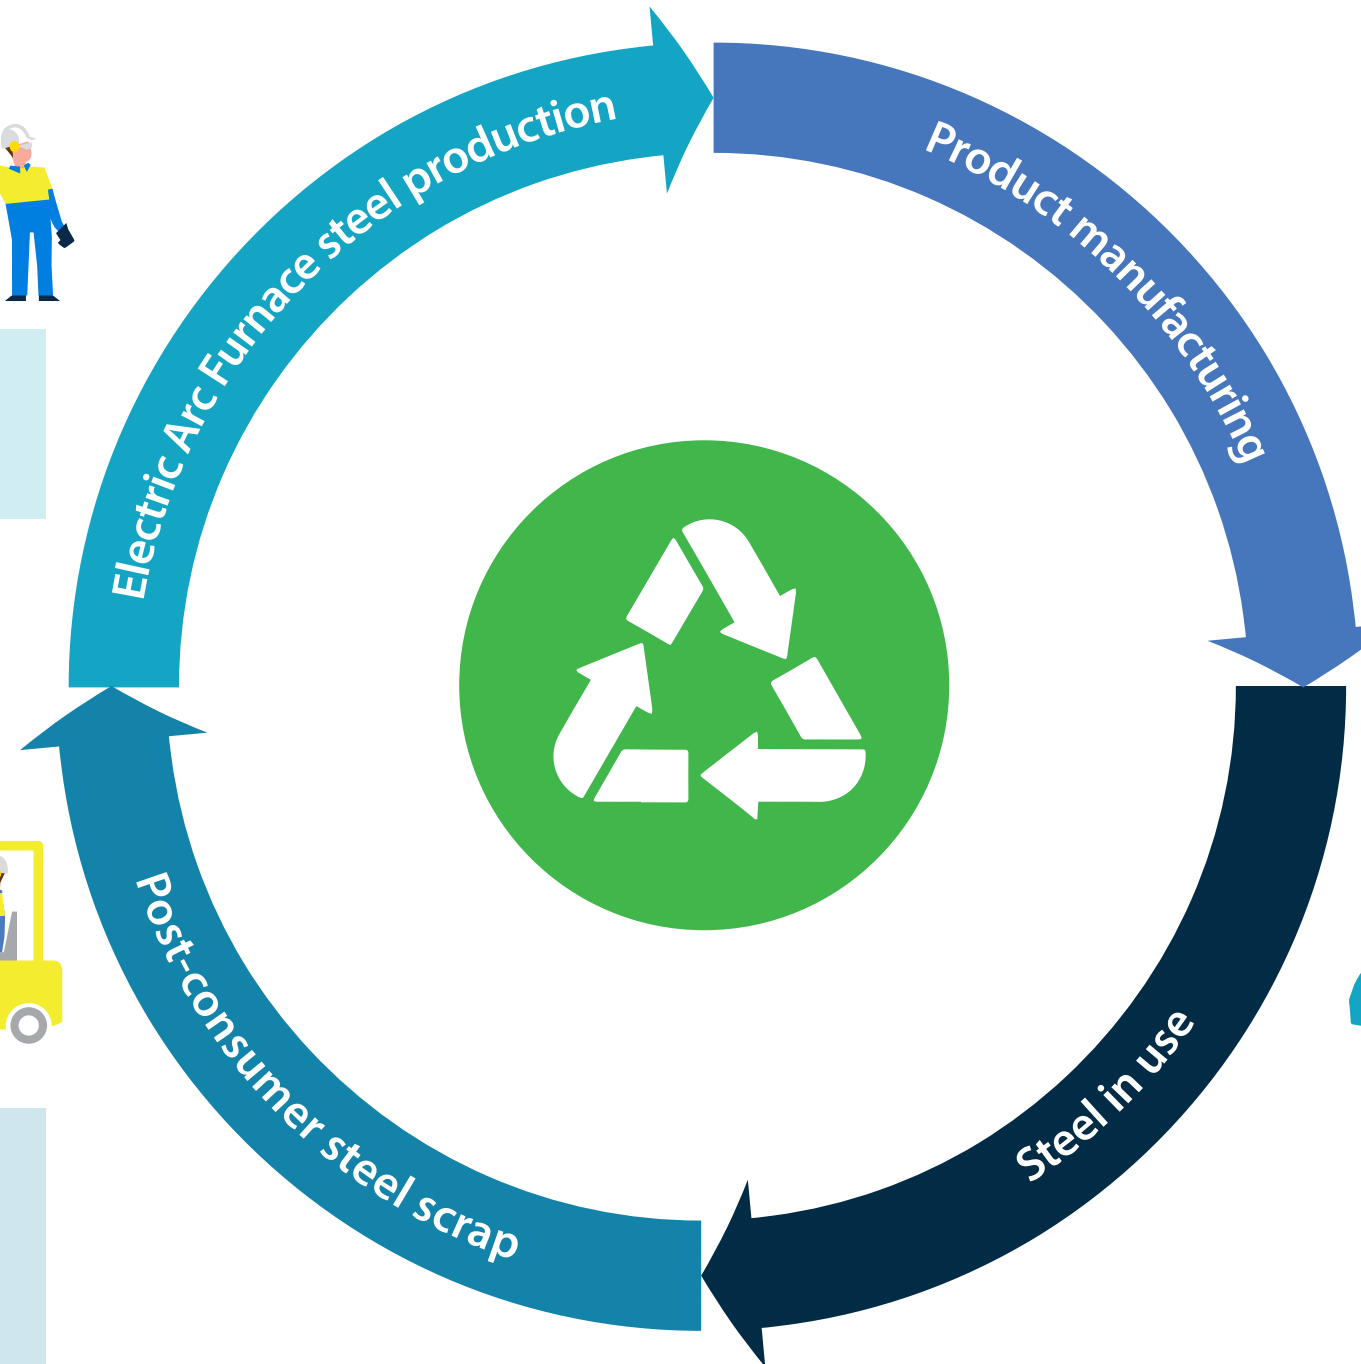 Electric Arc Furnace steel production
Product manufacturing
Steel in use
Post-consumer steel scrap